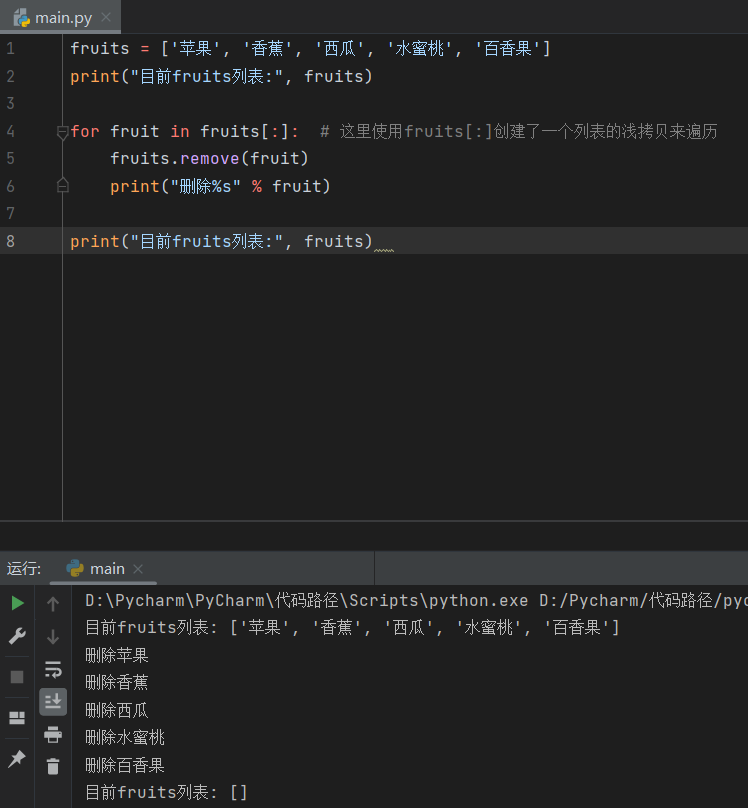 main.py
1 fruits = ['苹果', '香蕉', '西瓜', '水蜜桃', '百香果']
2 print("目前fruits列表:", fruits)
3
4 for fruit in fruits[:]:  # 这里使用fruits[:]创建了一个列表的浅拷贝来遍历
5     fruits.remove(fruit)
6     print("删除%s" % fruit)
7
8 print("目前fruits列表:", fruits)
运行: main
D:\Pycharm\PyCharm\代码路径\Scripts\python.exe D:/Pycharm/代码路径/pyc
目前fruits列表: ['苹果', '香蕉', '西瓜', '水蜜桃', '百香果']
删除苹果
删除香蕉
删除西瓜
删除水蜜桃
删除百香果
目前fruits列表: []